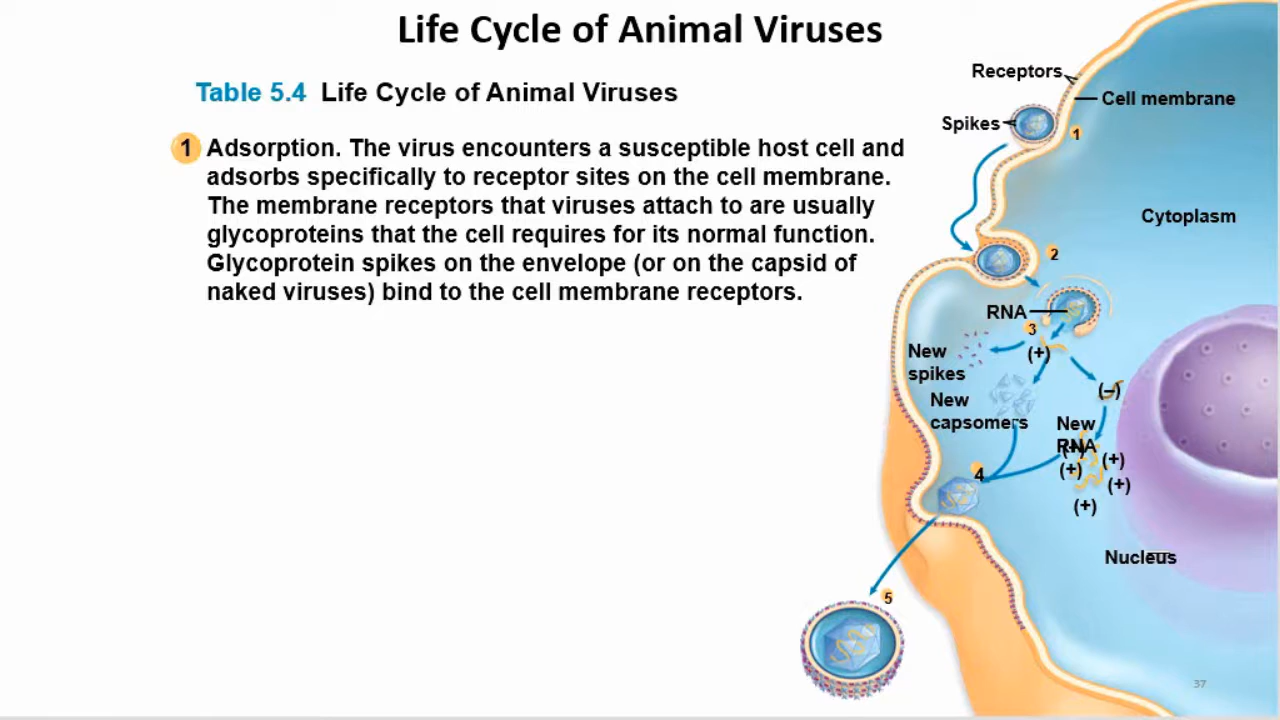 Life Cycle of Animal Viruses
Table 5.4 Life Cycle of Animal Viruses
1 Adsorption. The virus encounters a susceptible host cell and
adsorbs specifically to receptor sites on the cell membrane.
The membrane receptors that viruses attach to are usually
glycoproteins that the cell requires for its normal function.
Glycoprotein spikes on the envelope (or on the capsid of
naked viruses) bind to the cell membrane receptors.
Receptors
Cell membrane
Spikes
1
Cytoplasm
2
RNA
3
(+)
New
spikes
(–)
New
capsomers
New
RNA
(+)
(+)
(+)
(+)
(+)
4
Nucleus
5
37